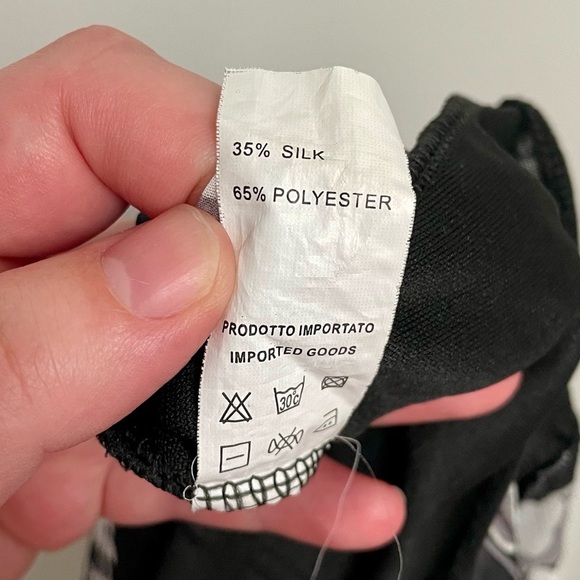 35% SILK
65% POLYESTER
PRODOTTO IMPORTATO
IMPORTED GOODS
30°C